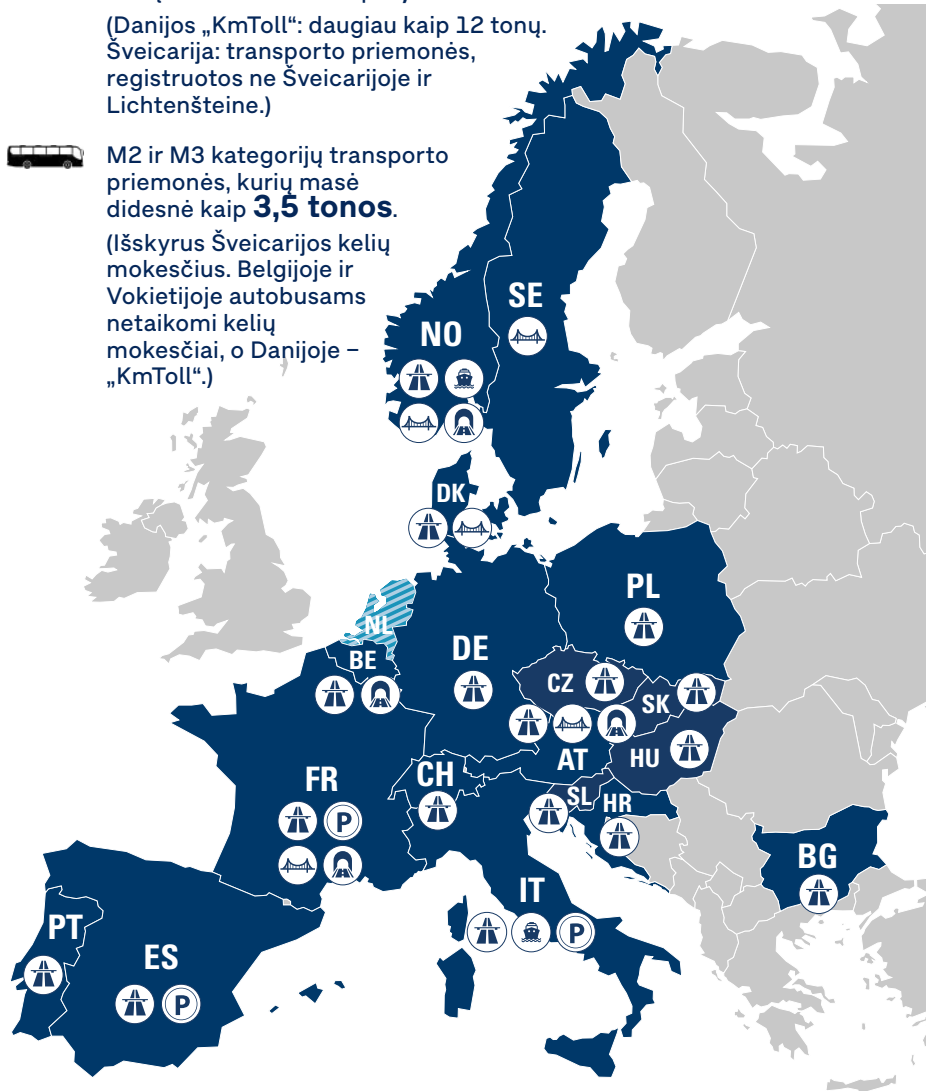 (Danijos „KmToll“: daugiau kaip 12 tonų.
Šveicarija: transporto priemonės,
registruotos ne Šveicarijoje ir
Lichtenšteine.)
M2 ir M3 kategorijų transporto
priemonės, kurių masė
didesnė kaip 3,5 tonos.
(Išskyrus Šveicarijos kelių
mokesčius. Belgijoje ir
Vokietijoje autobusams
netaikomi kelių
mokesčiai, o Danijoje –
„KmToll“.)
SE
NO
DK
PL
NL
BE
DE
CZ
SK
AT
HU
CH
FR
SL
HR
P
BG
IT
PT
P
ES
P